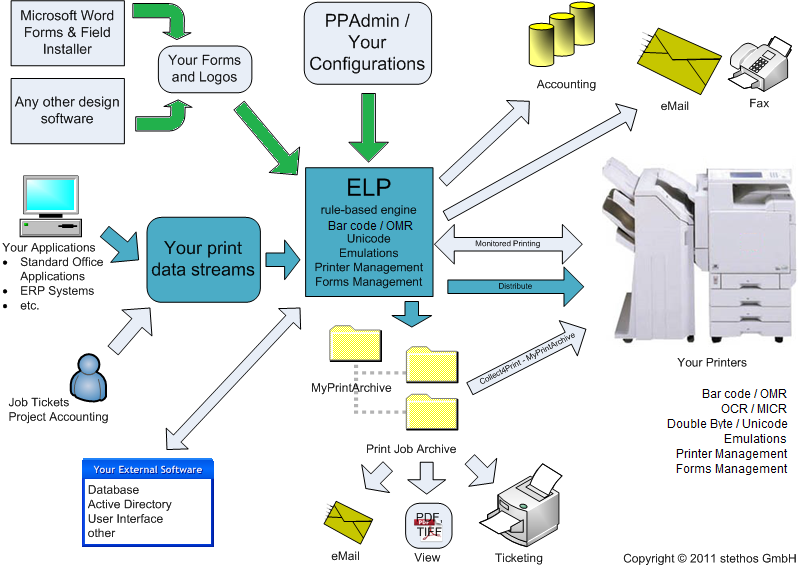 Microsoft Word
Forms & Field
Installer
Any other design
software
Your Forms
and Logos
PPAdmin /
Your
Configurations
Accounting
eMail
Fax
ELP
rule-based engine
Bar code / OMR
Unicode
Emulations
Printer Management
Forms Management
Your Applications
• Standard Office
Applications
• ERP Systems
• etc.
Your print
data streams
Monitored Printing
Distribute
Collect4Print - MyPrintArchive
Your Printers
Job Tickets
Project Accounting
MyPrintArchive
Print Job Archive
Bar code / OMR
OCR / MICR
Double Byte / Unicode
Emulations
Printer Management
Forms Management
Your External Software
Database
Active Directory
User Interface
other
eMail
PDF
TIFF
View
Ticketing
Copyright © 2011 stethos GmbH